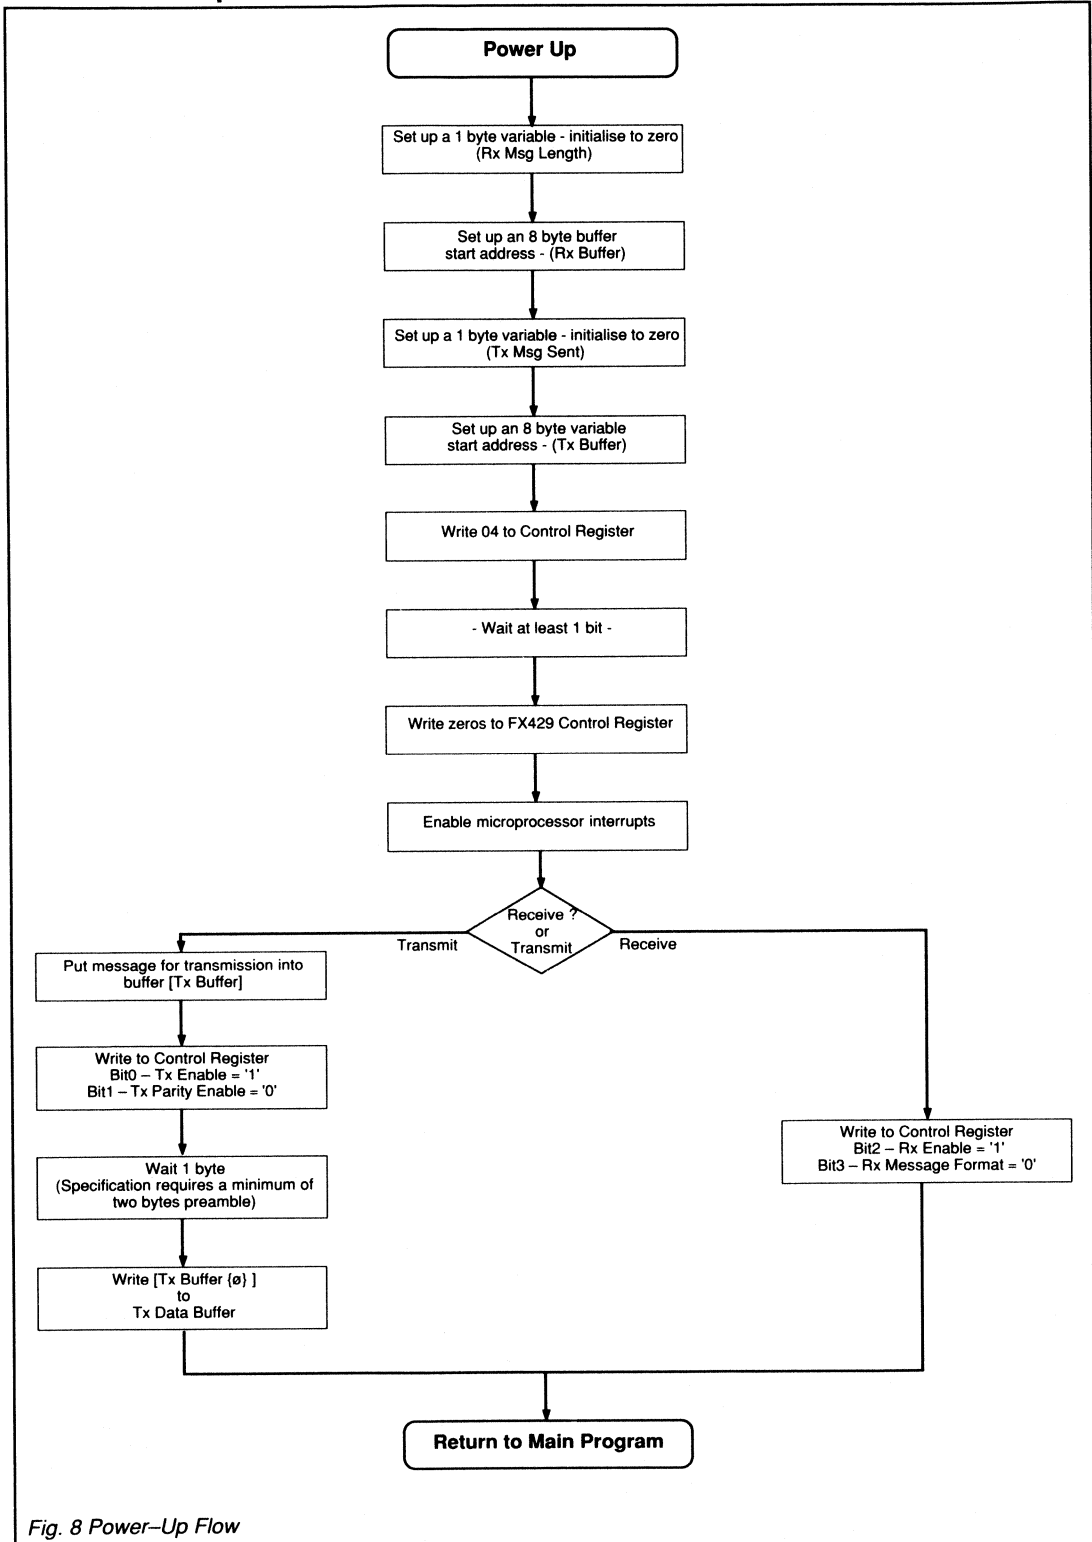 Power Up
Set up a 1 byte variable - initialise to zero
(Rx Msg Length)
Set up an 8 byte buffer
start address - (Rx Buffer)
Set up a 1 byte variable - initialise to zero
(Tx Msg Sent)
Set up an 8 byte variable
start address - (Tx Buffer)
Write 04 to Control Register
- Wait at least 1 bit -
Write zeros to FX429 Control Register
Enable microprocessor interrupts
Receive ?
or
Transmit
Transmit
Receive
Put message for transmission into
buffer [Tx Buffer]
Write to Control Register
Bit0 – Tx Enable = '1'
Bit1 – Tx Parity Enable = '0'
Wait 1 byte
(Specification requires a minimum of
two bytes preamble)
Write [Tx Buffer {ø} ]
to
Tx Data Buffer
Write to Control Register
Bit2 – Rx Enable = '1'
Bit3 – Rx Message Format = '0'
Return to Main Program
Fig. 8 Power–Up Flow